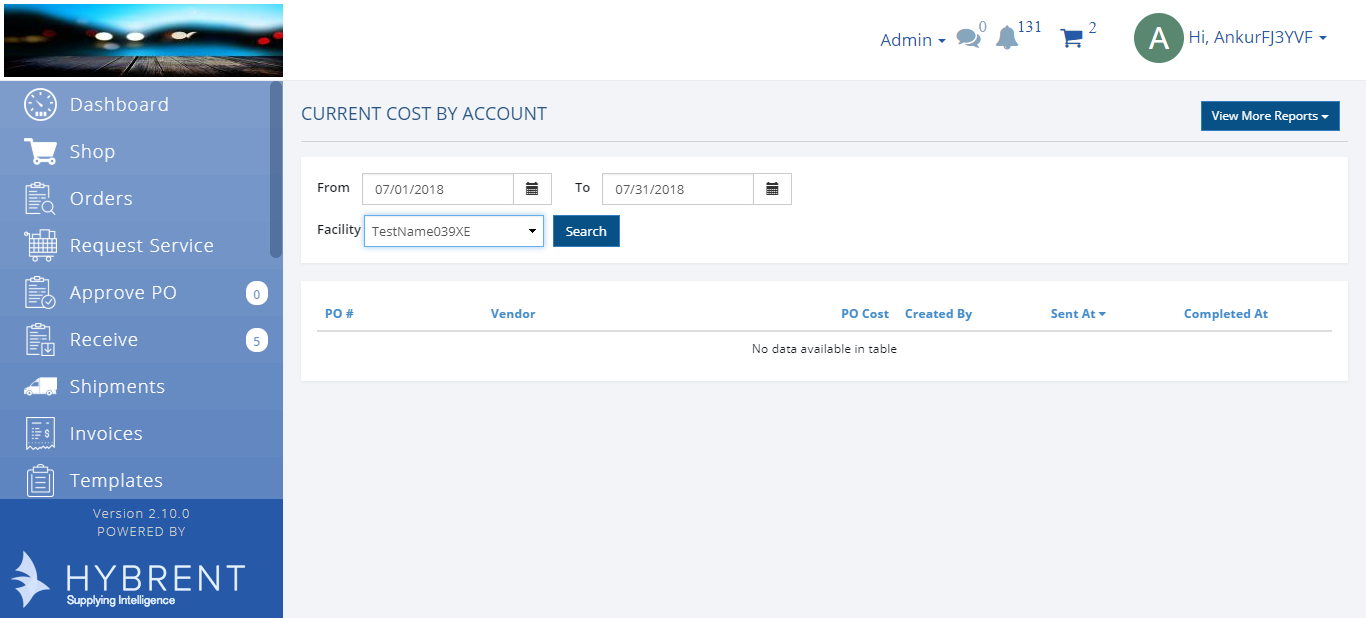 Admin 0 131 2 A Hi, AnkurFJ3YVF
Dashboard
Shop
Orders
Request Service
Approve PO 0
Receive 5
Shipments
Invoices
Templates
Version 2.10.0
POWERED BY
HYBRENT
Supplying Intelligence
CURRENT COST BY ACCOUNT View More Reports
From 07/01/2018 To 07/31/2018
Facility TestName039XE Search
PO # Vendor PO Cost Created By Sent At Completed At
No data available in table